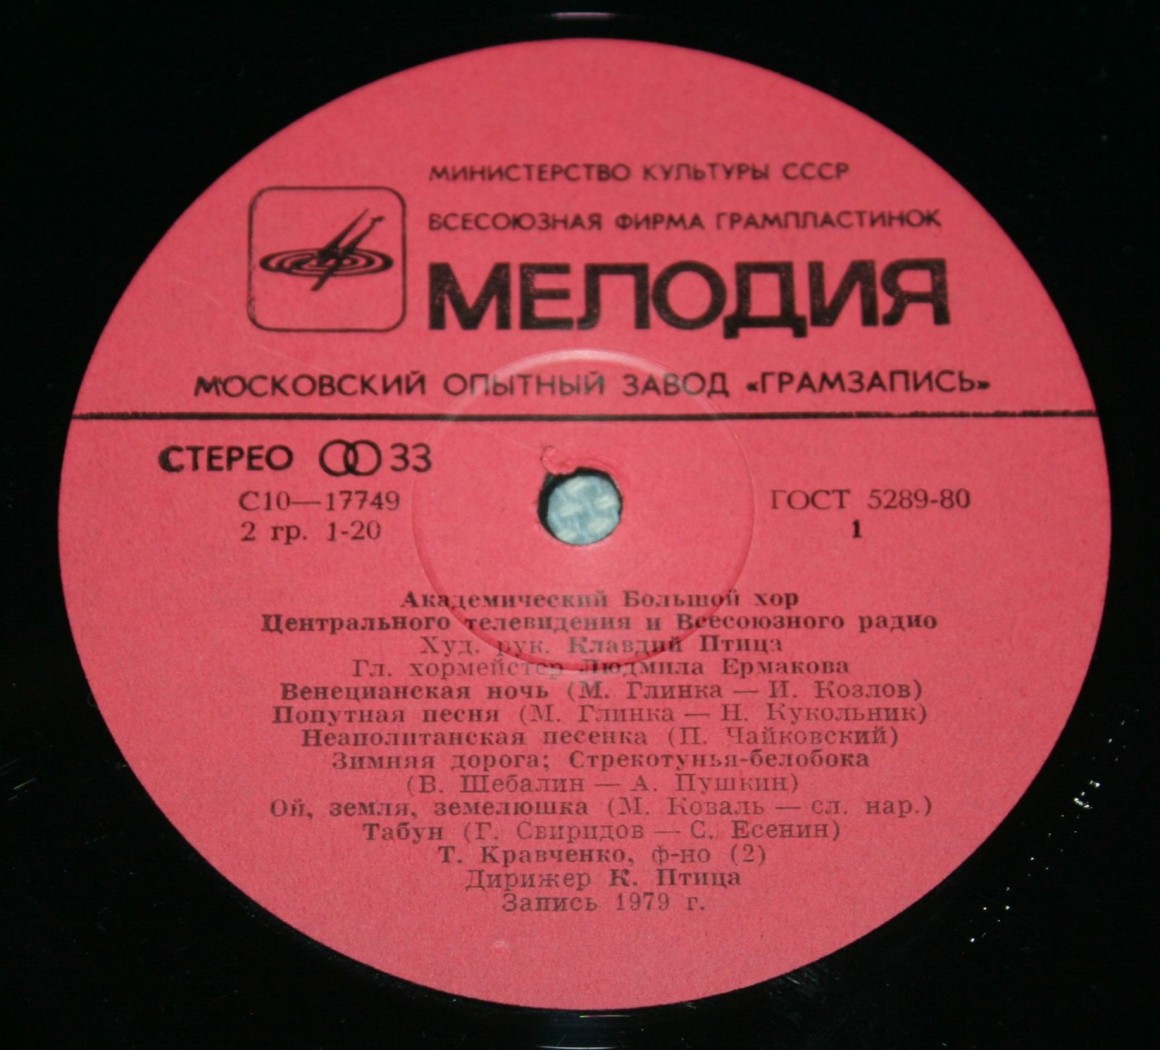 МИНИСТЕРСТВО КУЛЬТУРЫ СССР
ВСЕСОЮЗНАЯ ФИРМА ГРАМПЛАСТИНОК
МЕЛОДИЯ
МОСКОВСКИЙ ОПЫТНЫЙ ЗАВОД «ГРАМЗАПИСЬ»
СТЕРЕО 33
С10—17749
2 гр. 1-20
ГОСТ 5289-80
1
Академический Большой хор
Центрального телевидения и Всесоюзного радио
Худ. рук. Клавдий Птица
Гл. хормейстер Людмила Ермакова
Венецианская ночь (М. Глинка — И. Козлов)
Попутная песня (М. Глинка — Н. Кукольник)
Неаполитанская песенка (П. Чайковский)
Зимняя дорога; Стрекотунья-белобока
(В. Шебалин — А. Пушкин)
Ой, земля, земелюшка (М. Коваль — сл. нар.)
Табун (Г. Свиридов — С. Есенин)
Т. Кравченко, ф-но (2)
Дирижер К. Птица
Запись 1979 г.